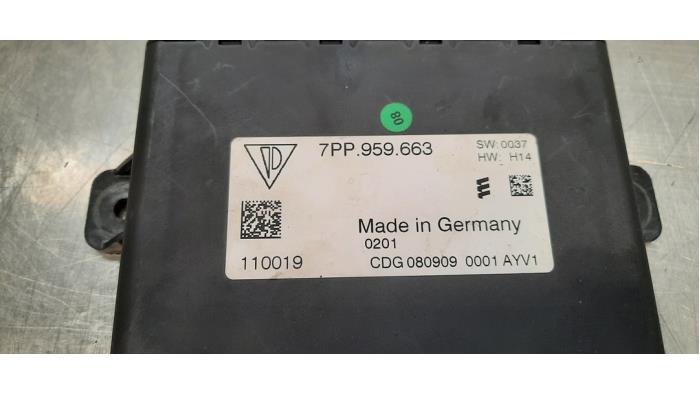 80
7PP.959.663
SW:0037
HW: H14
Made in Germany
0201
110019
CDG 080909 0001 AYV1